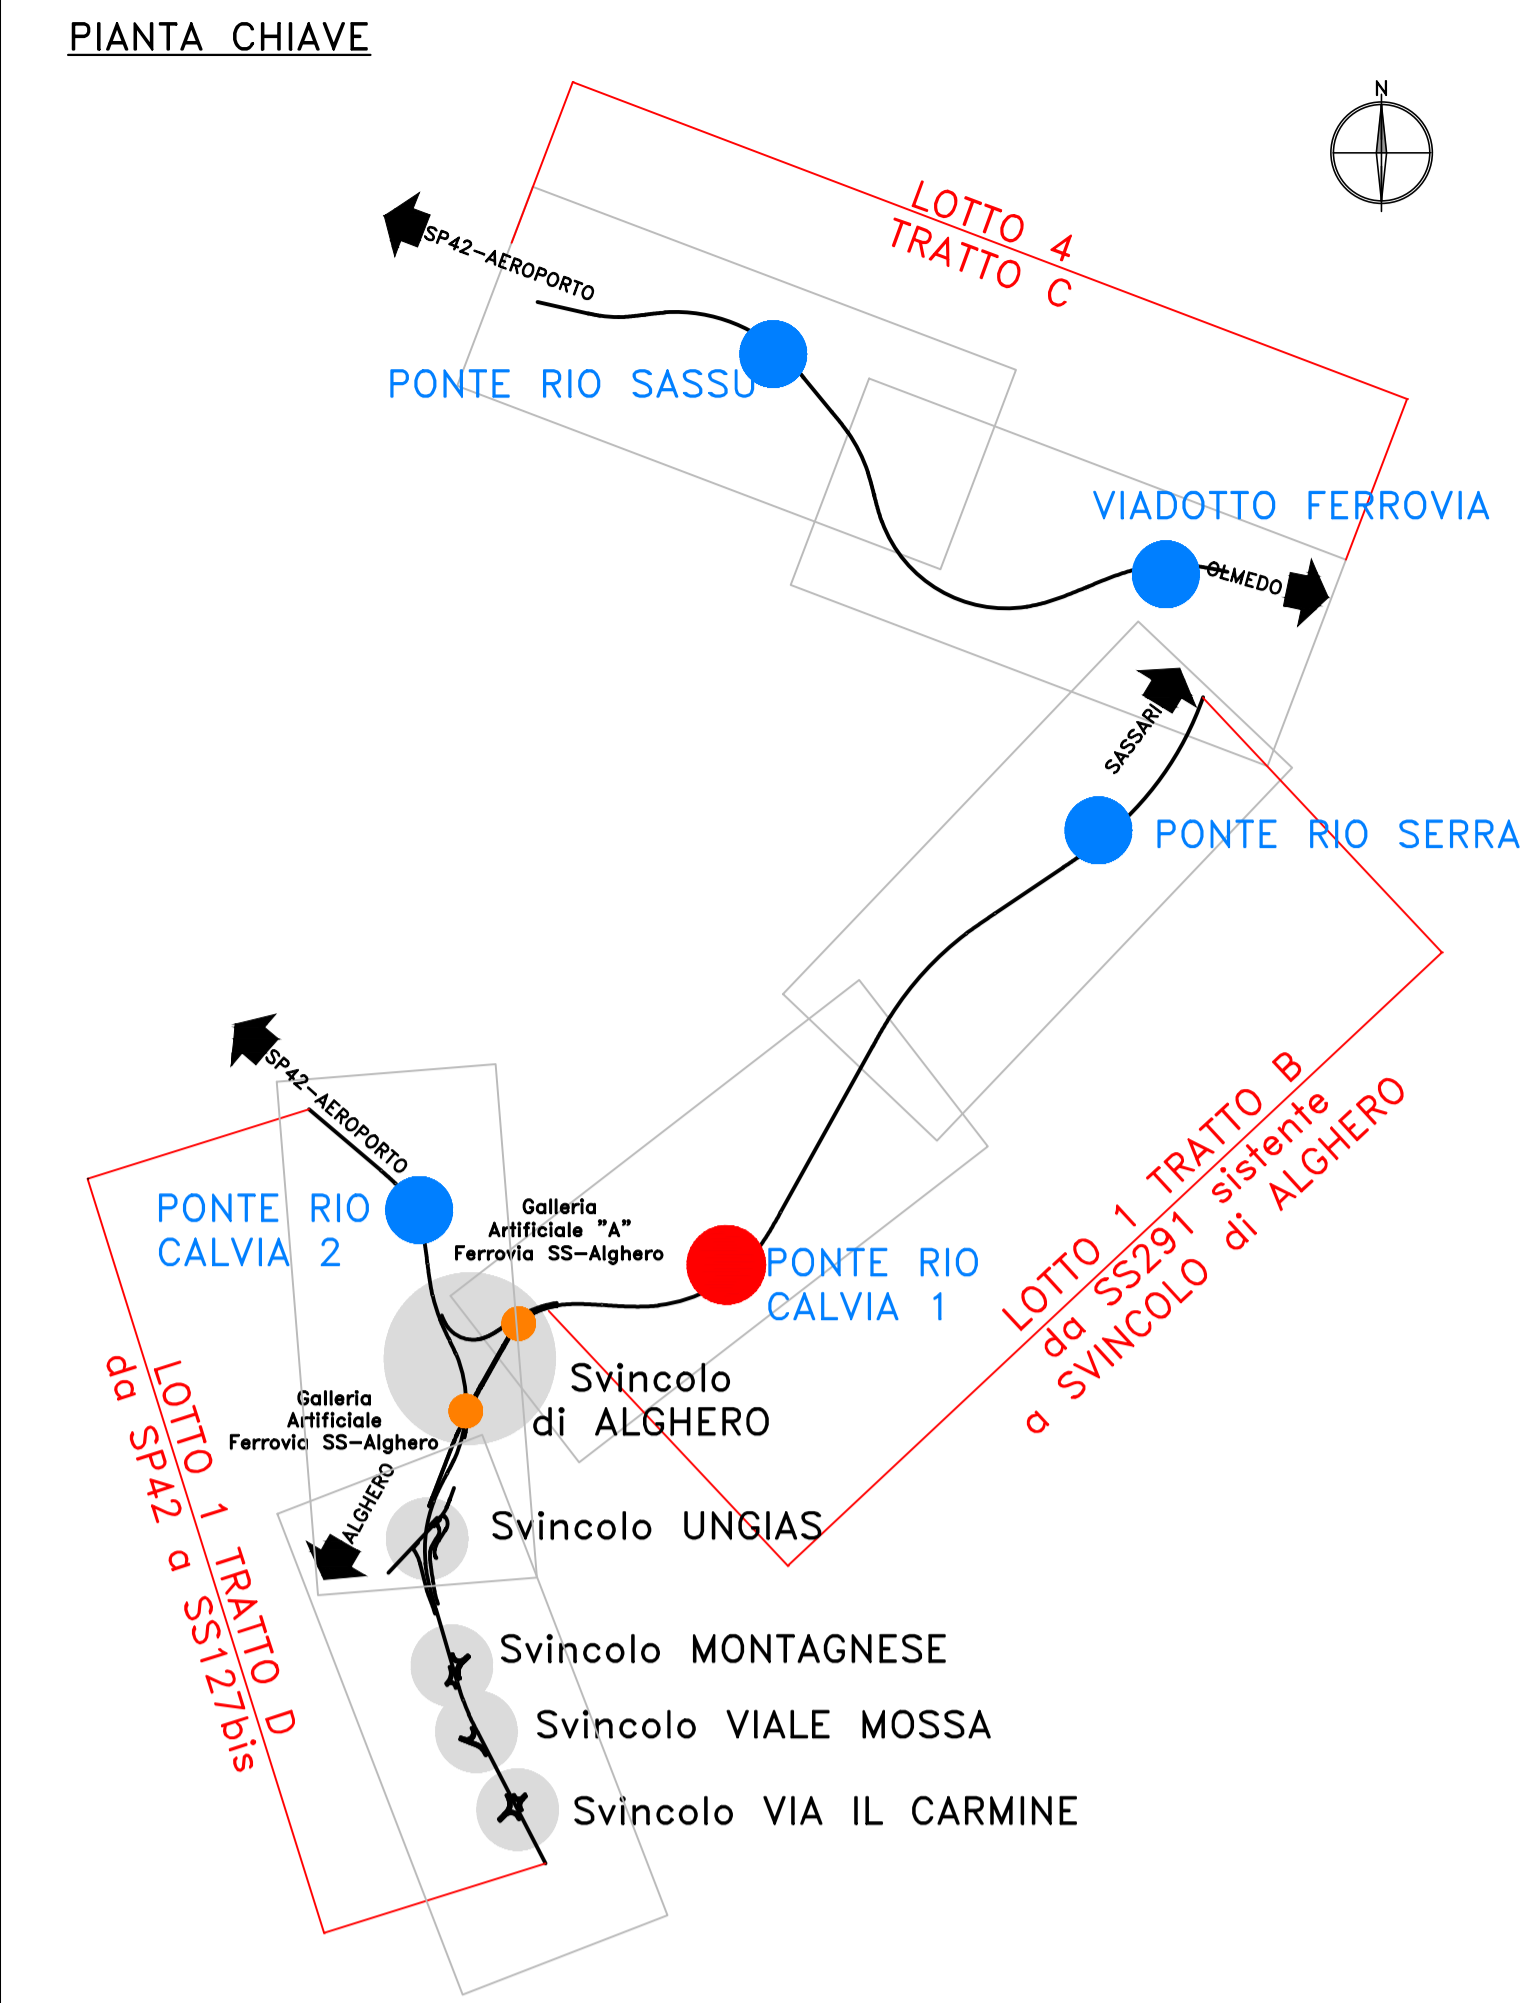 PIANTA CHIAVE
N
LOTTO 4
TRATTO C
SP42-AEROPORTO
PONTE RIO SASSU
VIADOTTO FERROVIA
OLMEDO
SASSARI
PONTE RIO SERRA
SP42-AEROPORTO
PONTE RIO
CALVIA 2
Galleria
Artificiale "A"
Ferrovia SS-Alghero
PONTE RIO
CALVIA 1
LOTTO 1 TRATTO B
da SS291 sistente
a SVINCOLO di ALGHERO
Svincolo
di ALGHERO
Galleria
Artificiale
Ferrovia SS-Alghero
ALGHERO
LOTTO 1 TRATTO D
da SP42 a SS127bis
Svincolo UNGIAS
Svincolo MONTAGNESE
Svincolo VIALE MOSSA
Svincolo VIA IL CARMINE